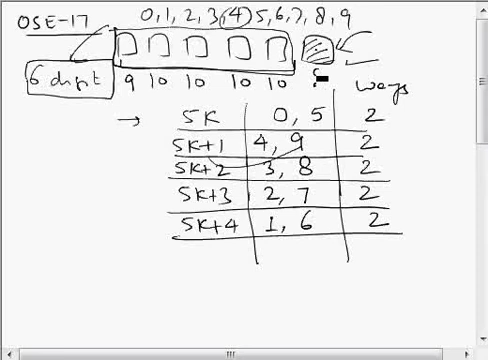 OSE-17
0, 1, 2, 3, 4, 5, 6, 7, 8, 9
6 digit
9 10 10 10 10
ways
5K 0, 5 2
5K+1 4, 9 2
5K+2 3, 8 2
5K+3 2, 7 2
5K+4 1, 6 2